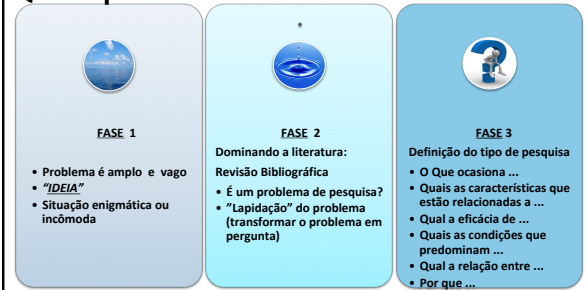 FASE 1
• Problema é amplo e vago
• "IDEIA"
• Situação enigmática ou
incômoda
FASE 2
Dominando a literatura:
Revisão Bibliográfica
• É um problema de pesquisa?
• "Lapidação" do problema
(transformar o problema em
pergunta)
FASE 3
Definição do tipo de pesquisa
• O Que ocasiona ...
• Quais as características que
estão relacionadas a ...
• Qual a eficácia de ...
• Quais as condições que
predominam ...
• Qual a relação entre ...
• Por que ...